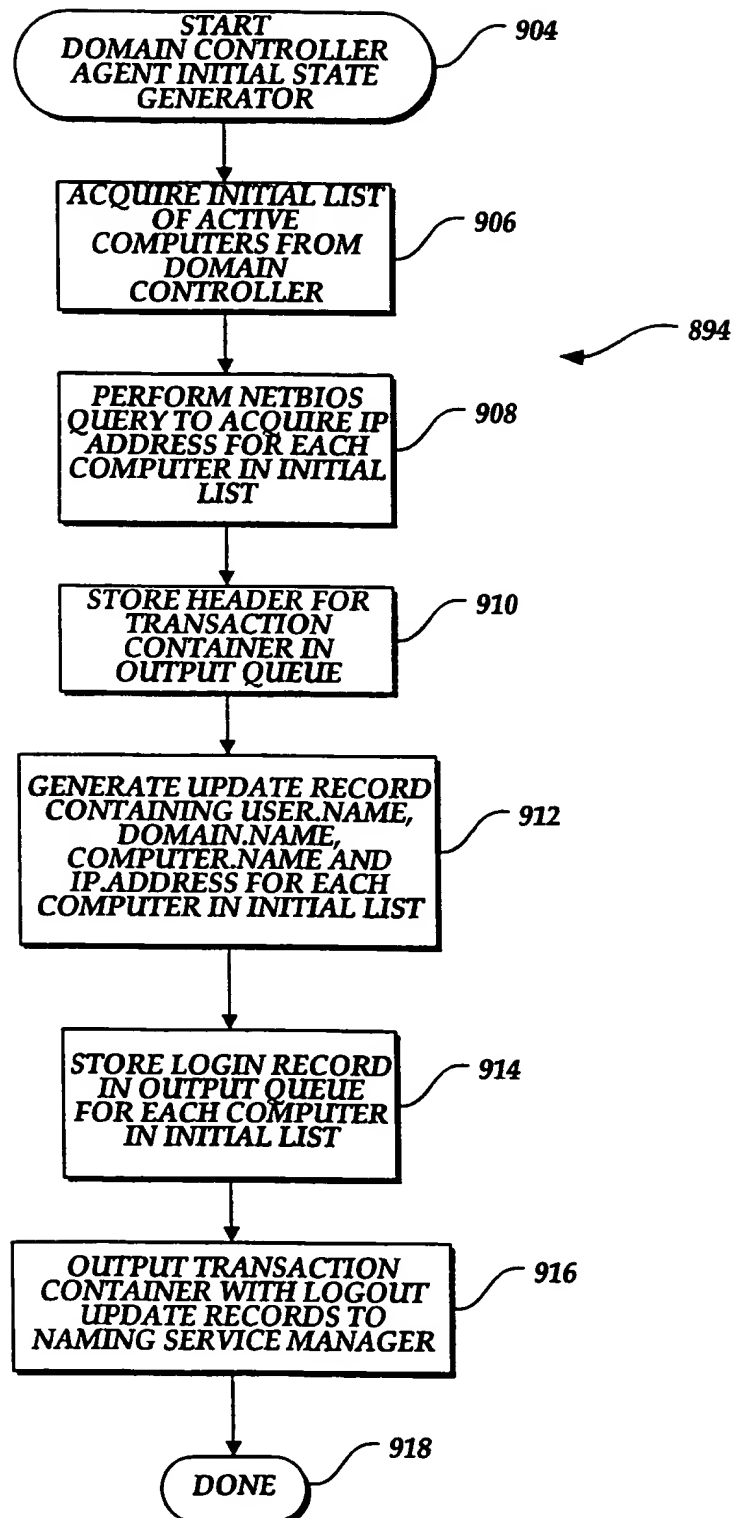 START
DOMAIN CONTROLLER
AGENT INITIAL STATE
GENERATOR
904
ACQUIRE INITIAL LIST
OF ACTIVE
COMPUTERS FROM
DOMAIN
CONTROLLER
906
894
PERFORM NETBIOS
QUERY TO ACQUIRE IP
ADDRESS FOR EACH
COMPUTER IN INITIAL
LIST
908
STORE HEADER FOR
TRANSACTION
CONTAINER IN
OUTPUT QUEUE
910
GENERATE UPDATE RECORD
CONTAINING USER.NAME,
DOMAIN.NAME,
COMPUTER.NAME AND
IP.ADDRESS FOR EACH
COMPUTER IN INITIAL LIST
912
STORE LOGIN RECORD
IN OUTPUT QUEUE
FOR EACH COMPUTER
IN INITIAL LIST
914
OUTPUT TRANSACTION
CONTAINER WITH LOGOUT
UPDATE RECORDS TO
NAMING SERVICE MANAGER
916
DONE
918